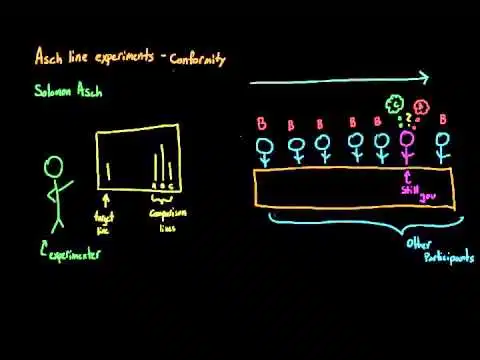 Asch line experiments - Conformity
Solomon Asch
B B B B B C ? B B
A B C
target line
Comparison lines
Still you
experimenter
Other Participants